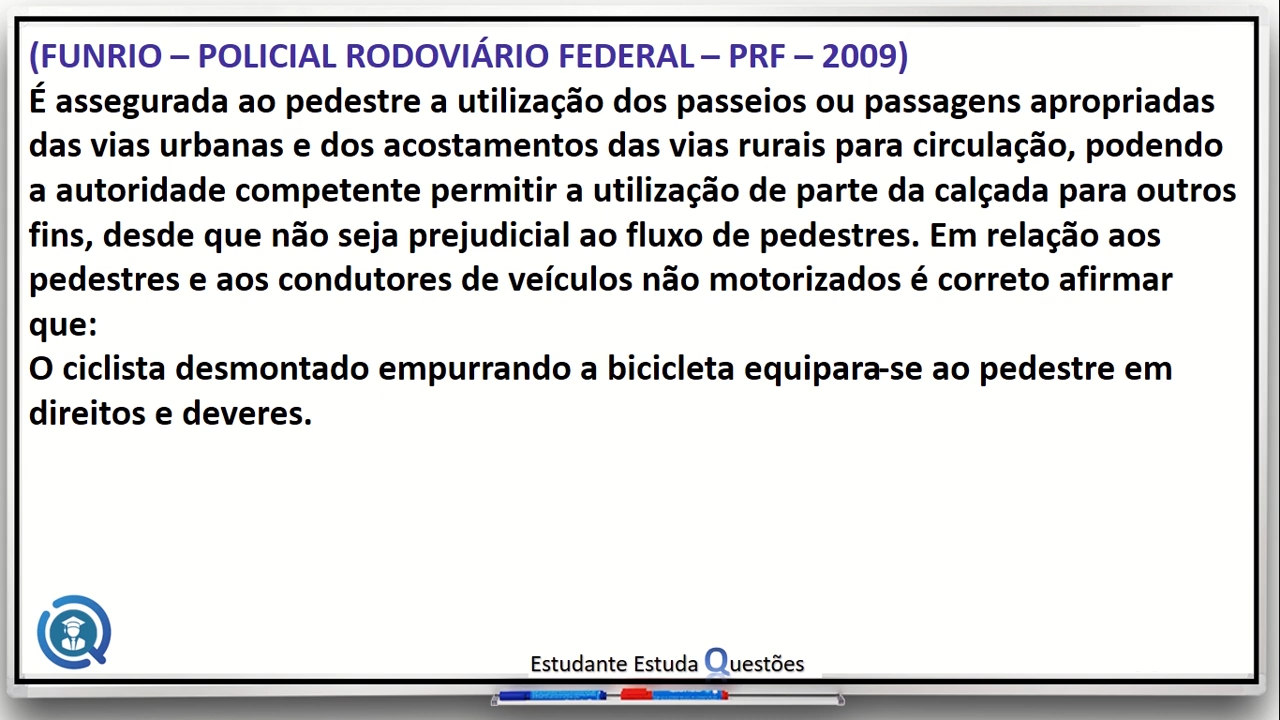 (FUNRIO – POLICIAL RODOVIÁRIO FEDERAL – PRF – 2009)
É assegurada ao pedestre a utilização dos passeios ou passagens apropriadas
das vias urbanas e dos acostamentos das vias rurais para circulação, podendo
a autoridade competente permitir a utilização de parte da calçada para outros
fins, desde que não seja prejudicial ao fluxo de pedestres. Em relação aos
pedestres e aos condutores de veículos não motorizados é correto afirmar
que:
O ciclista desmontado empurrando a bicicleta equipara-se ao pedestre em
direitos e deveres.
Estudante Estuda Questões